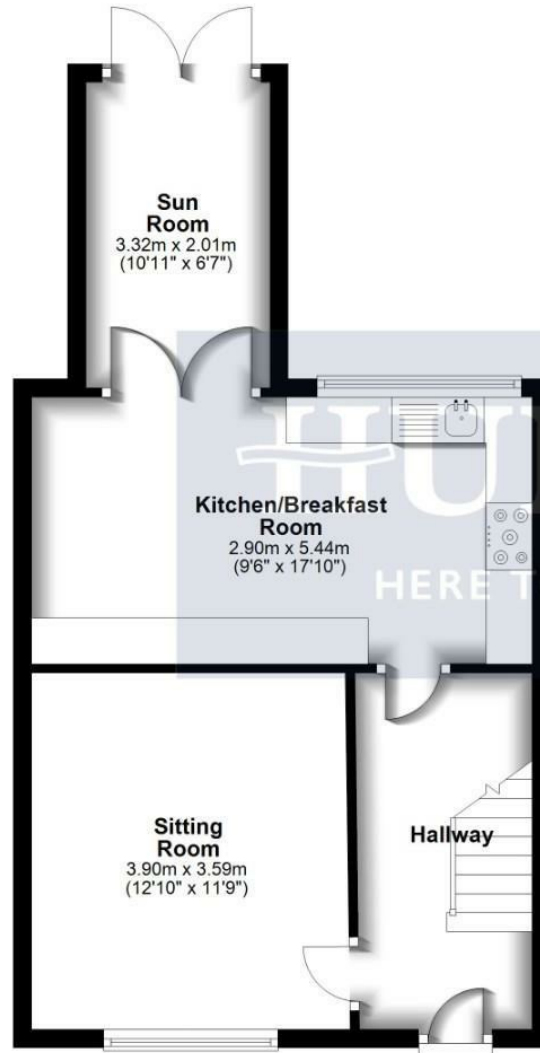 Sun
Room
3.32m x 2.01m
(10'11" x 6'7")
Kitchen/Breakfast
Room
2.90m x 5.44m
(9'6" x 17'10")
HERE T
Sitting
Room
3.90m x 3.59m
(12'10" x 11'9")
Hallway